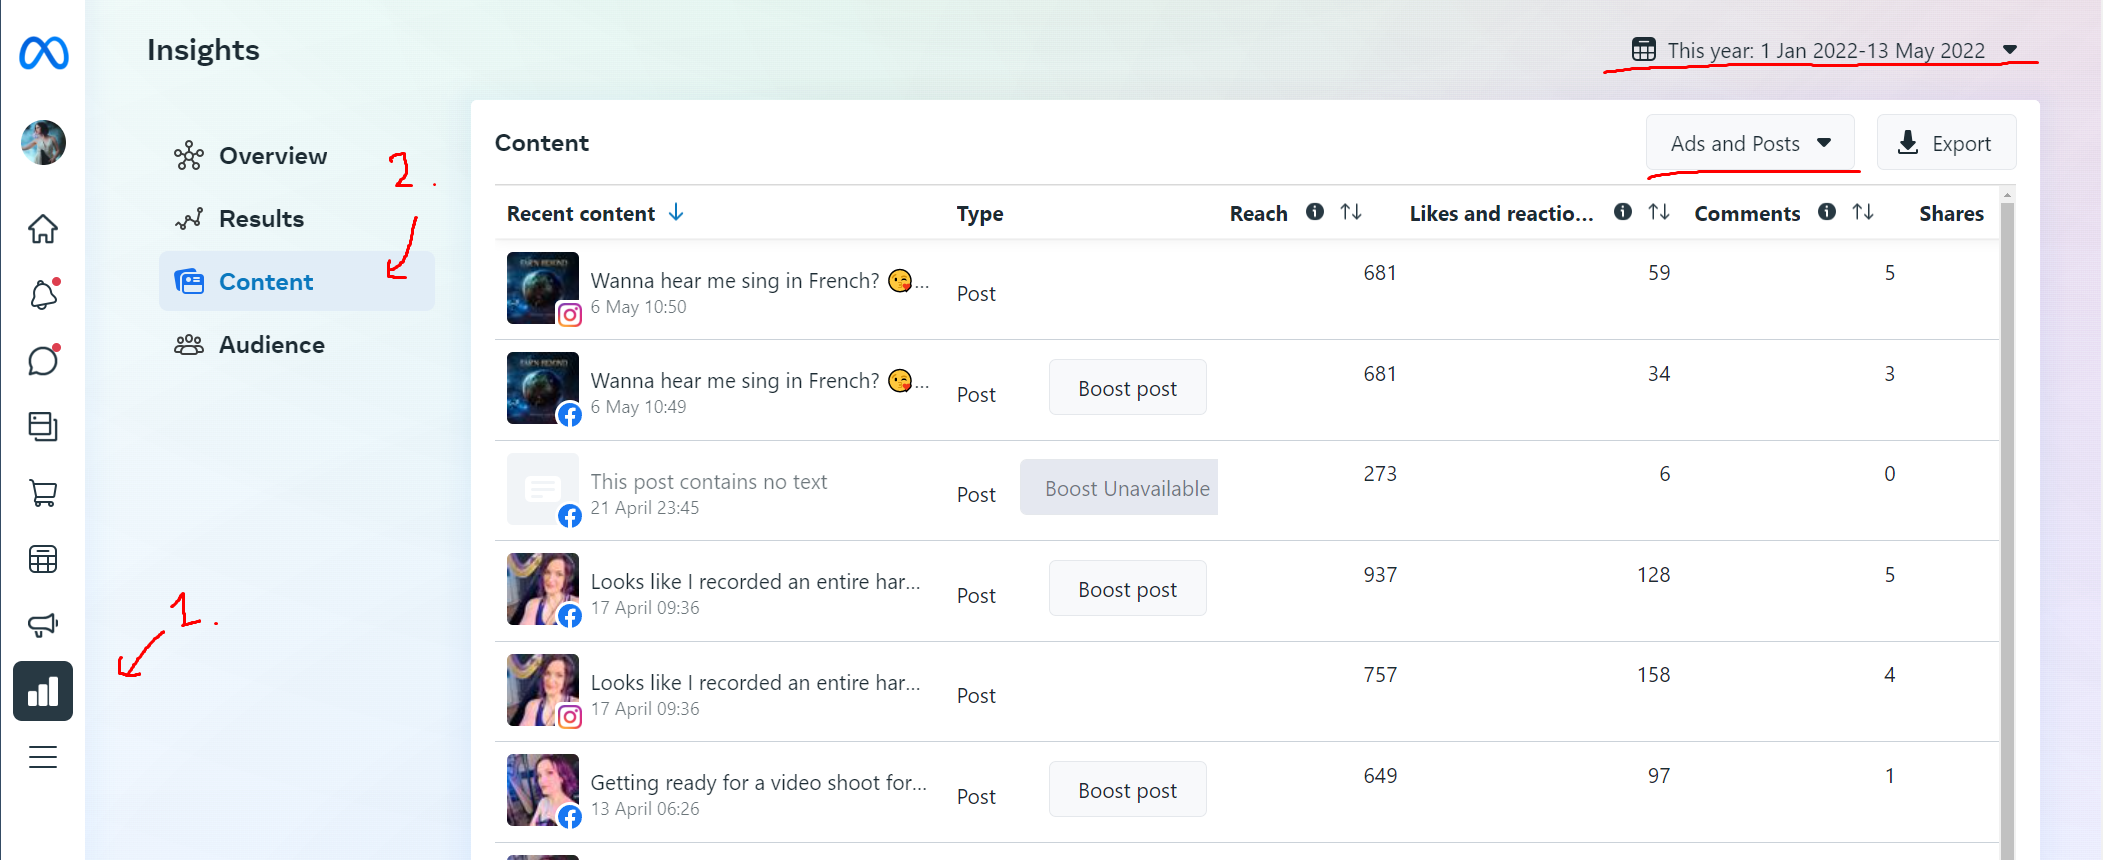 Insights
This year: 1 Jan 2022-13 May 2022
Overview
Results
Content
Audience
2.
1.
Content
Ads and Posts
Export
Recent content Type Reach Likes and reactio... Comments Shares
Wanna hear me sing in French? 😘...
6 May 10:50
Post
681 59 5
Wanna hear me sing in French? 😘...
6 May 10:49
Post Boost post
681 34 3
This post contains no text
21 April 23:45
Post Boost Unavailable
273 6 0
Looks like I recorded an entire har...
17 April 09:36
Post Boost post
937 128 5
Looks like I recorded an entire har...
17 April 09:36
Post
757 158 4
Getting ready for a video shoot for...
13 April 06:26
Post Boost post
649 97 1